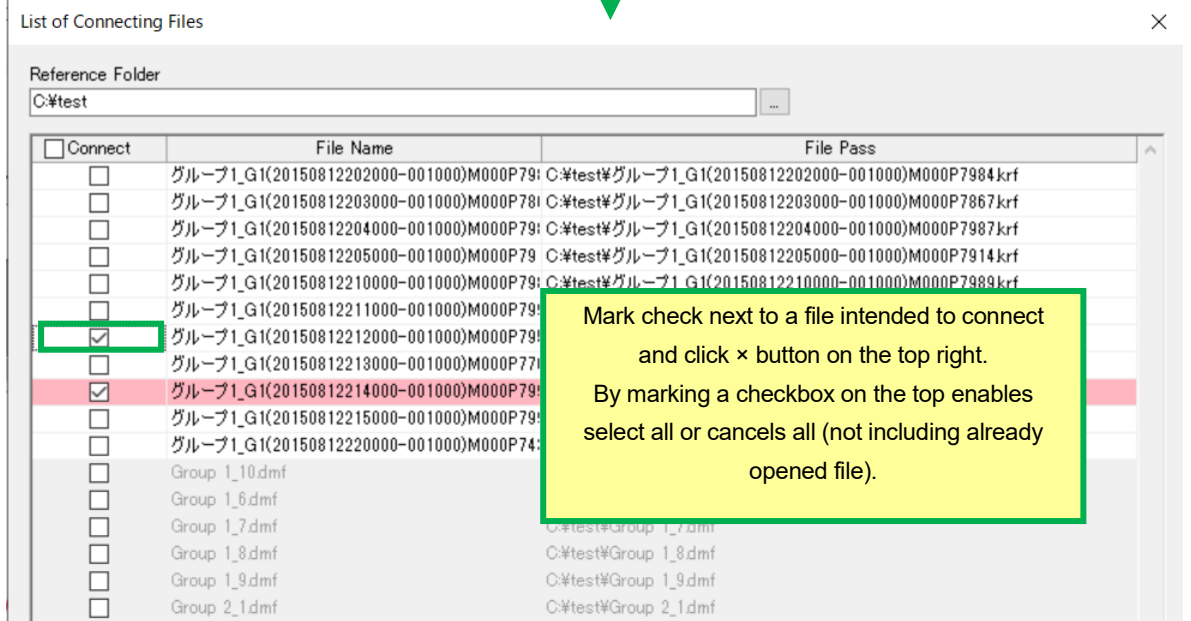 List of Connecting Files
Reference Folder
C:¥test
...
Connect File Name File Pass
グループ1_G1(20150812202000-001000)M000P79 C:¥test¥グループ1_G1(20150812202000-001000)M000P7984.krf
グループ1_G1(20150812203000-001000)M000P78 C:¥test¥グループ1_G1(20150812203000-001000)M000P7867.krf
グループ1_G1(20150812204000-001000)M000P79 C:¥test¥グループ1_G1(20150812204000-001000)M000P7987.krf
グループ1_G1(20150812205000-001000)M000P79 C:¥test¥グループ1_G1(20150812205000-001000)M000P7914.krf
グループ1_G1(20150812210000-001000)M000P79 C:¥test¥グループ1_G1(20150812210000-001000)M000P7989.krf
グループ1_G1(20150812211000-001000)M000P79
グループ1_G1(20150812212000-001000)M000P79
グループ1_G1(20150812213000-001000)M000P77
グループ1_G1(20150812214000-001000)M000P79
グループ1_G1(20150812215000-001000)M000P79
グループ1_G1(20150812220000-001000)M000P74
Mark check next to a file intended to connect
and click × button on the top right.
By marking a checkbox on the top enables
select all or cancels all (not including already
opened file).
Group 1_10.dmf
Group 1_6.dmf
Group 1_7.dmf C:¥test¥Group 1_7.dmf
Group 1_8.dmf C:¥test¥Group 1_8.dmf
Group 1_9.dmf C:¥test¥Group 1_9.dmf
Group 2_1.dmf C:¥test¥Group 2_1.dmf